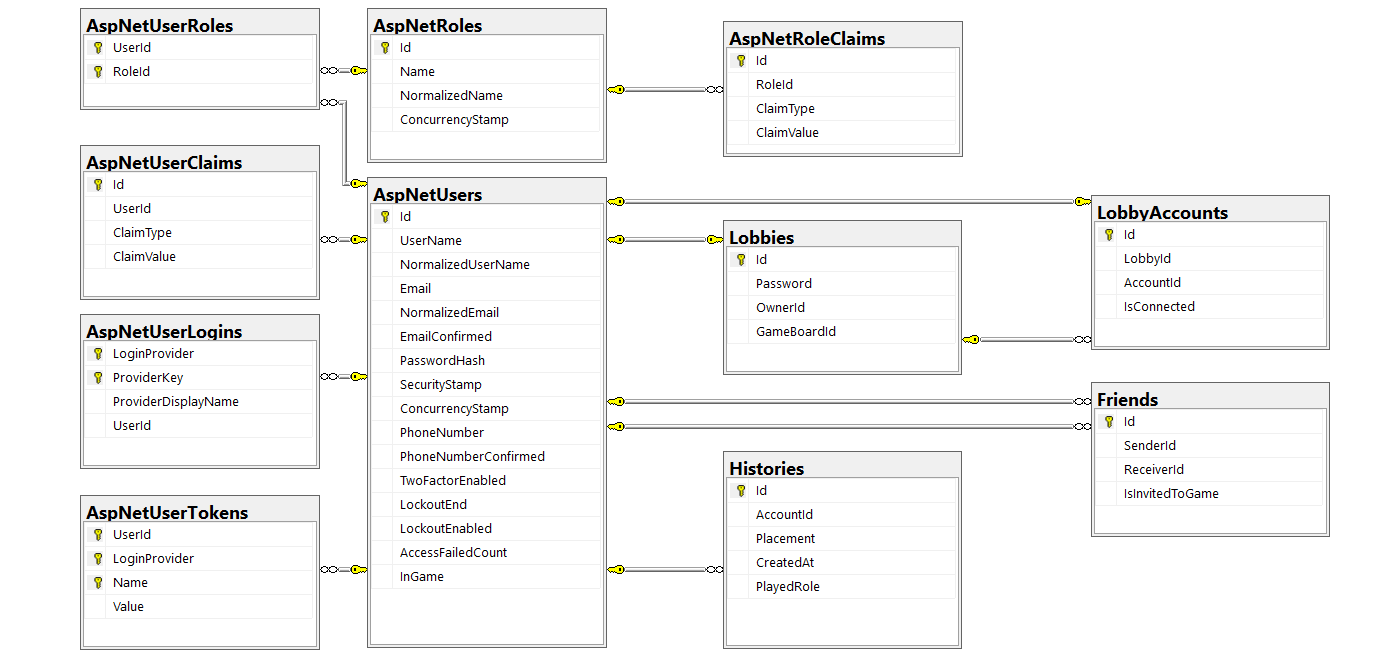 AspNetUserRoles
UserId
RoleId
AspNetRoles
Id
Name
NormalizedName
ConcurrencyStamp
AspNetRoleClaims
Id
RoleId
ClaimType
ClaimValue
AspNetUserClaims
Id
UserId
ClaimType
ClaimValue
AspNetUsers
Id
UserName
NormalizedUserName
Email
NormalizedEmail
EmailConfirmed
PasswordHash
SecurityStamp
ConcurrencyStamp
PhoneNumber
PhoneNumberConfirmed
TwoFactorEnabled
LockoutEnd
LockoutEnabled
AccessFailedCount
InGame
Lobbies
Id
Password
OwnerId
GameBoardId
LobbyAccounts
Id
LobbyId
AccountId
IsConnected
AspNetUserLogins
LoginProvider
ProviderKey
ProviderDisplayName
UserId
Friends
Id
SenderId
ReceiverId
IsInvitedToGame
Histories
Id
AccountId
Placement
CreatedAt
PlayedRole
AspNetUserTokens
UserId
LoginProvider
Name
Value